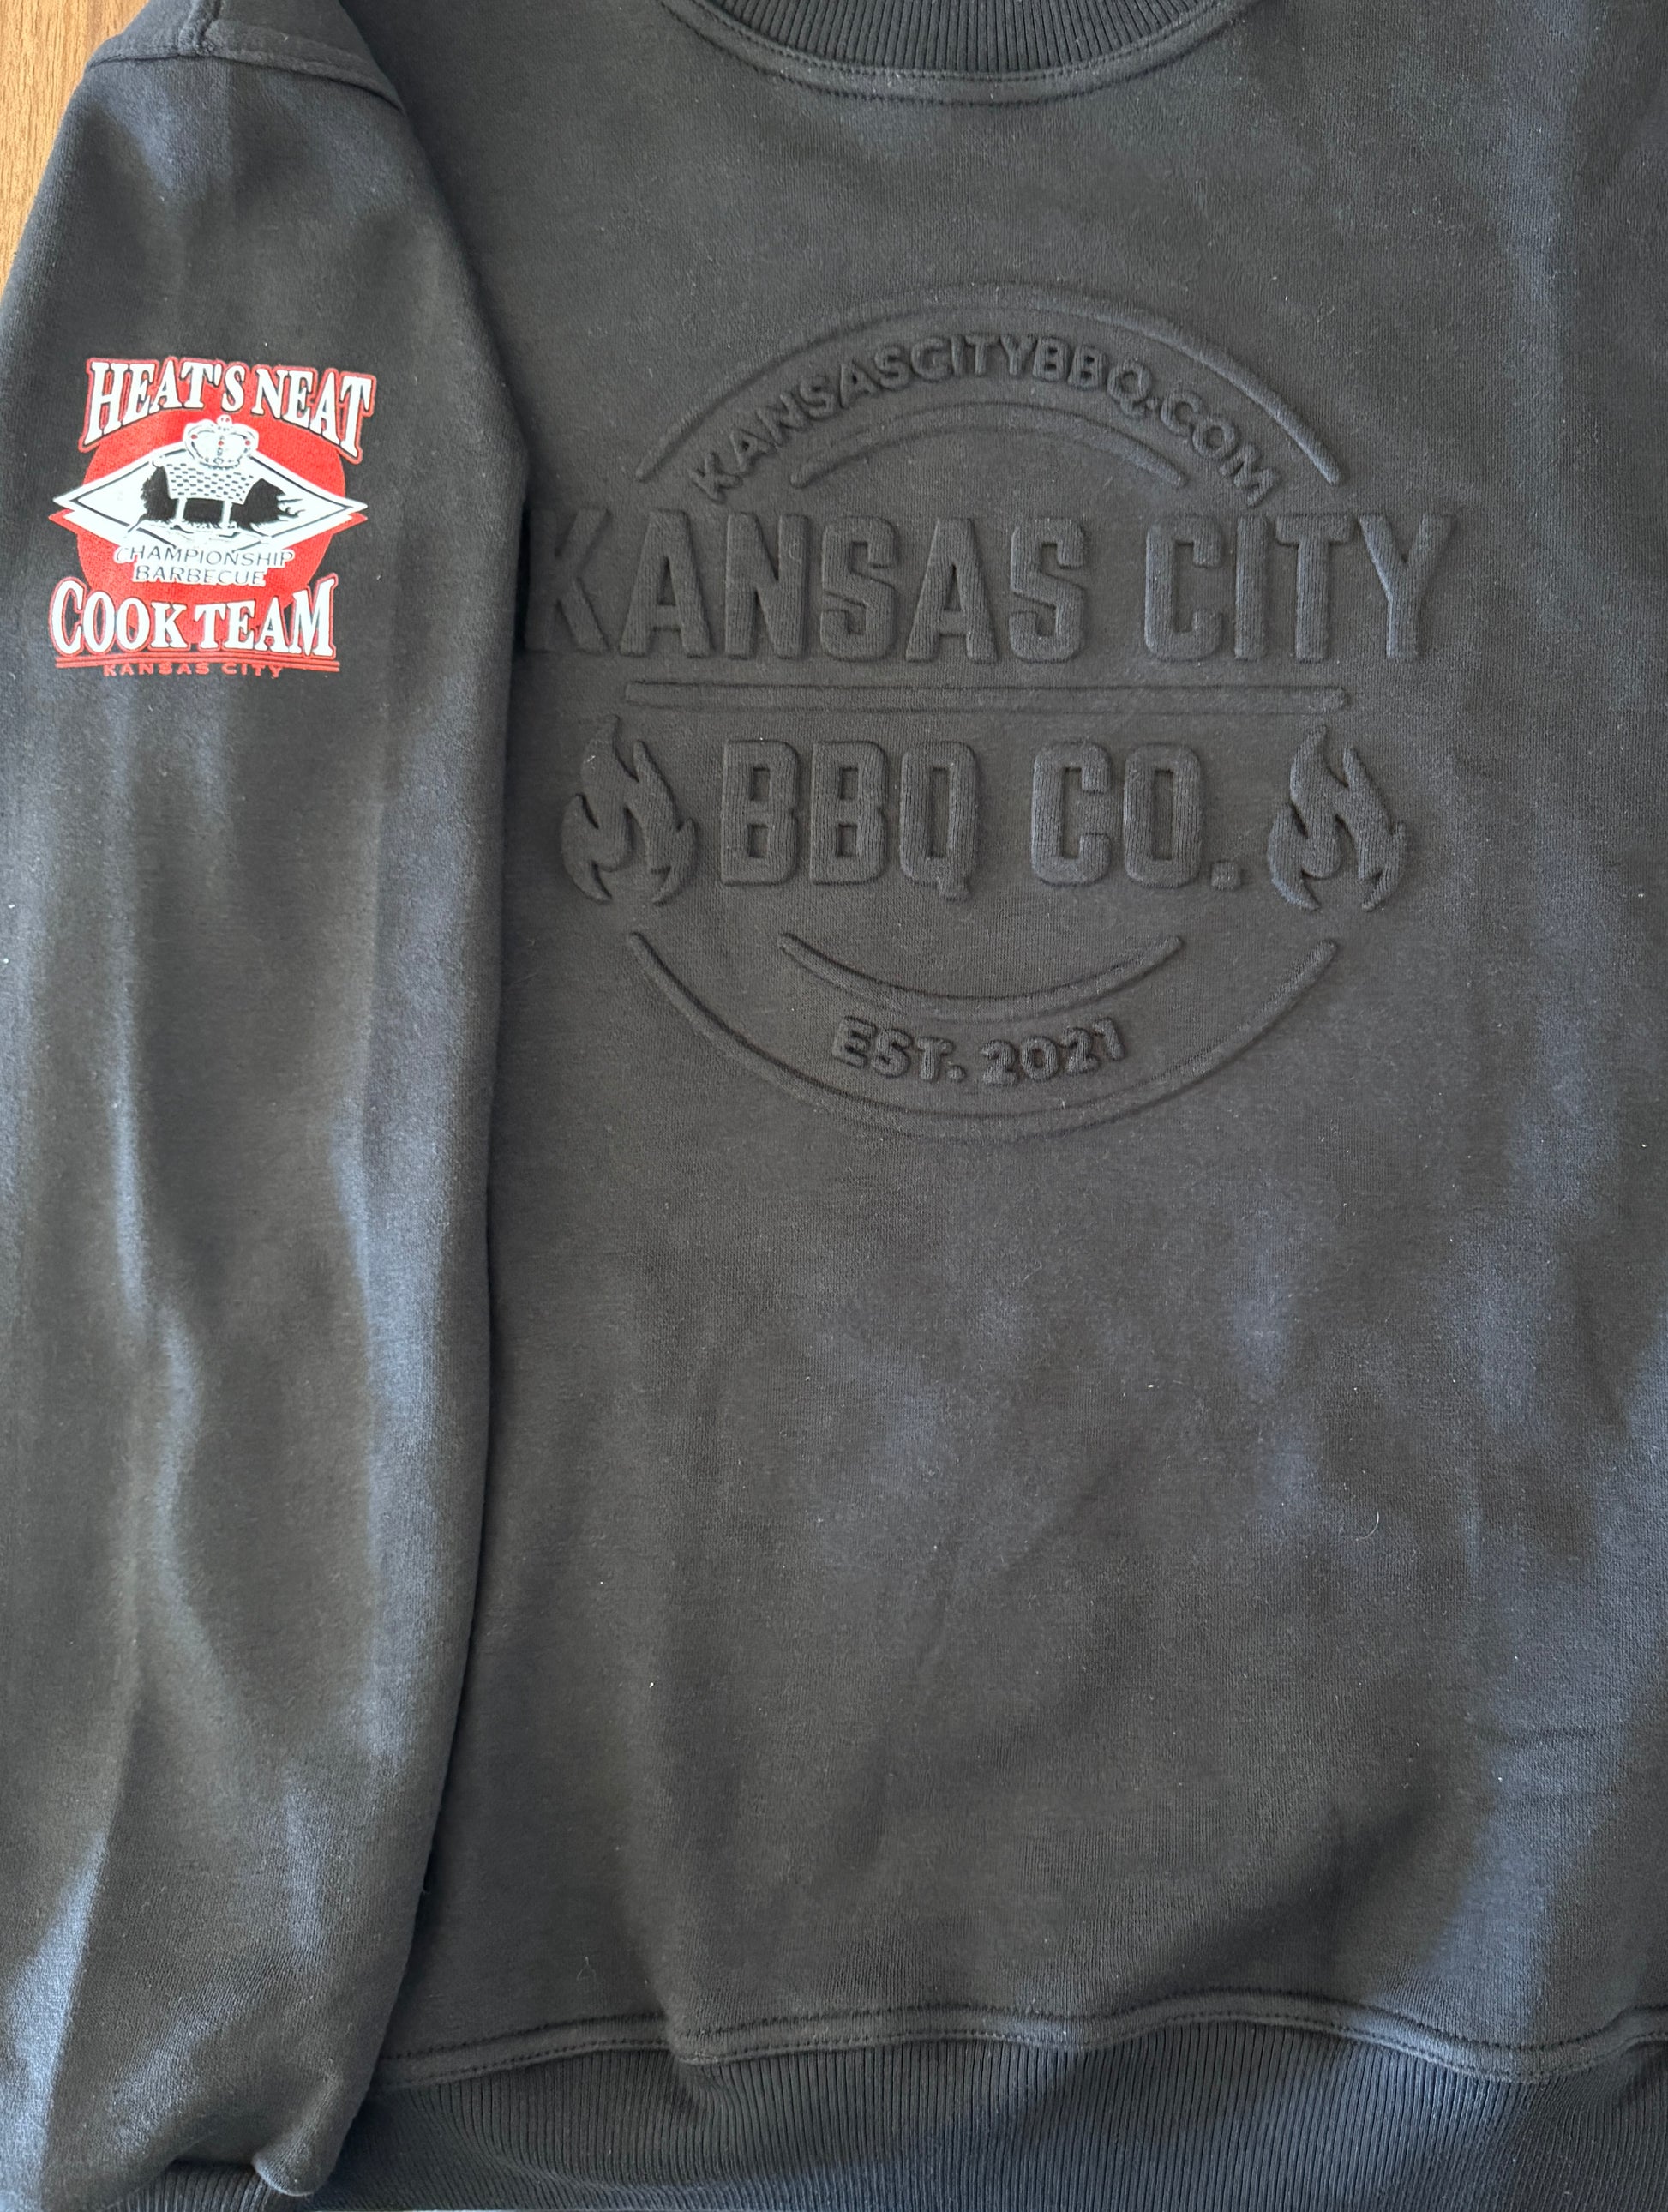 HEAT'S NEAT
CHAMPIONSHIP
BARBECUE
COOK TEAM
KANSAS CITY
KANSASCITYBBQ.COM
KANSAS CITY
BBQ CO.
EST. 2021